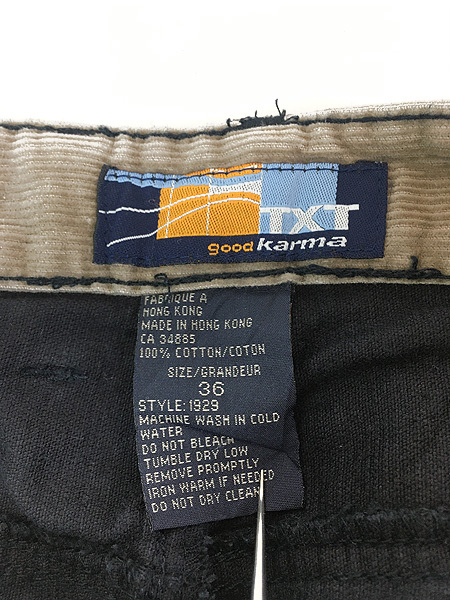 TXT
good karma
FABRIQUE A
HONG KONG
MADE IN HONG KONG
CA 34885
100% COTTON/COTON
SIZE/GRANDEUR
36
STYLE: 1929
MACHINE WASH IN COLD
WATER
DO NOT BLEACH
TUMBLE DRY LOW
REMOVE PROMPTLY
IRON WARM IF NEEDED
DO NOT DRY CLEAN